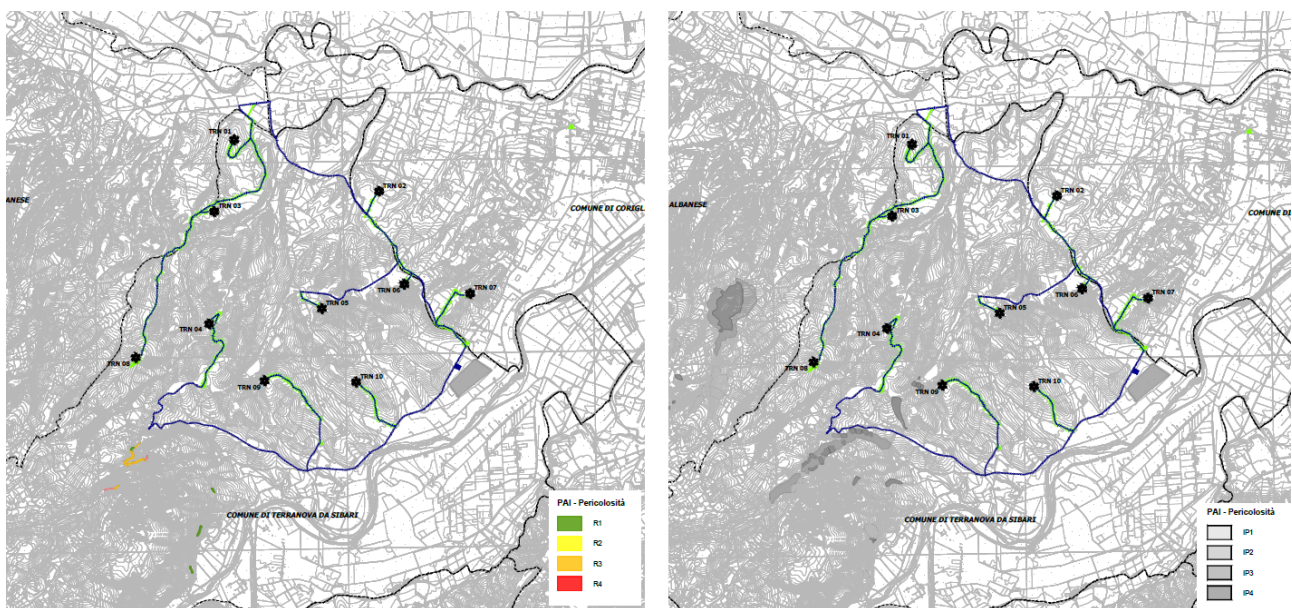 TRN 01
TRN 02
TRN 03
ANESE
COMUNE DI CORIGL
TRN 06
TRN 07
TRN 05
TRN 04
TRN 08
TRN 09
TRN 10
COMUNE DI TERRANOVA DA SIBARI
PAI - Pericolosità
R1
R2
R3
R4
TRN 01
TRN 02
TRN 03
ALBANESE
COMUNE DI
TRN 06
TRN 07
TRN 05
TRN 04
TRN 08
TRN 09
TRN 10
COMUNE DI TERRANOVA DA SIBARI
PAI - Pericolosità
IP1
IP2
IP3
IP4